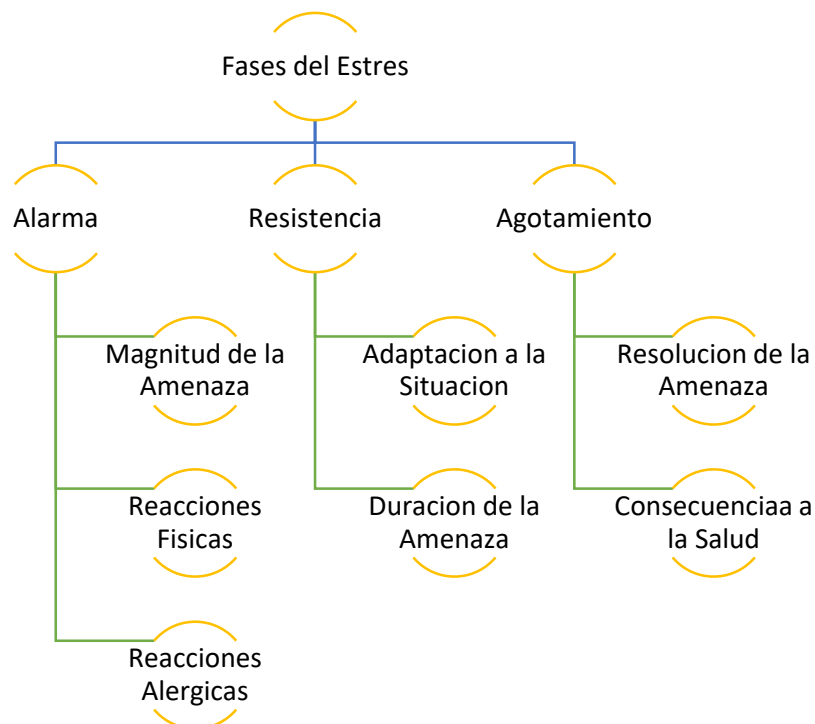 Fases del Estres
Alarma
Resistencia
Agotamiento
Magnitud de la
Amenaza
Adaptacion a la
Situacion
Resolucion de la
Amenaza
Reacciones
Fisicas
Duracion de la
Amenaza
Consecuenciaa a
la Salud
Reacciones
Alergicas